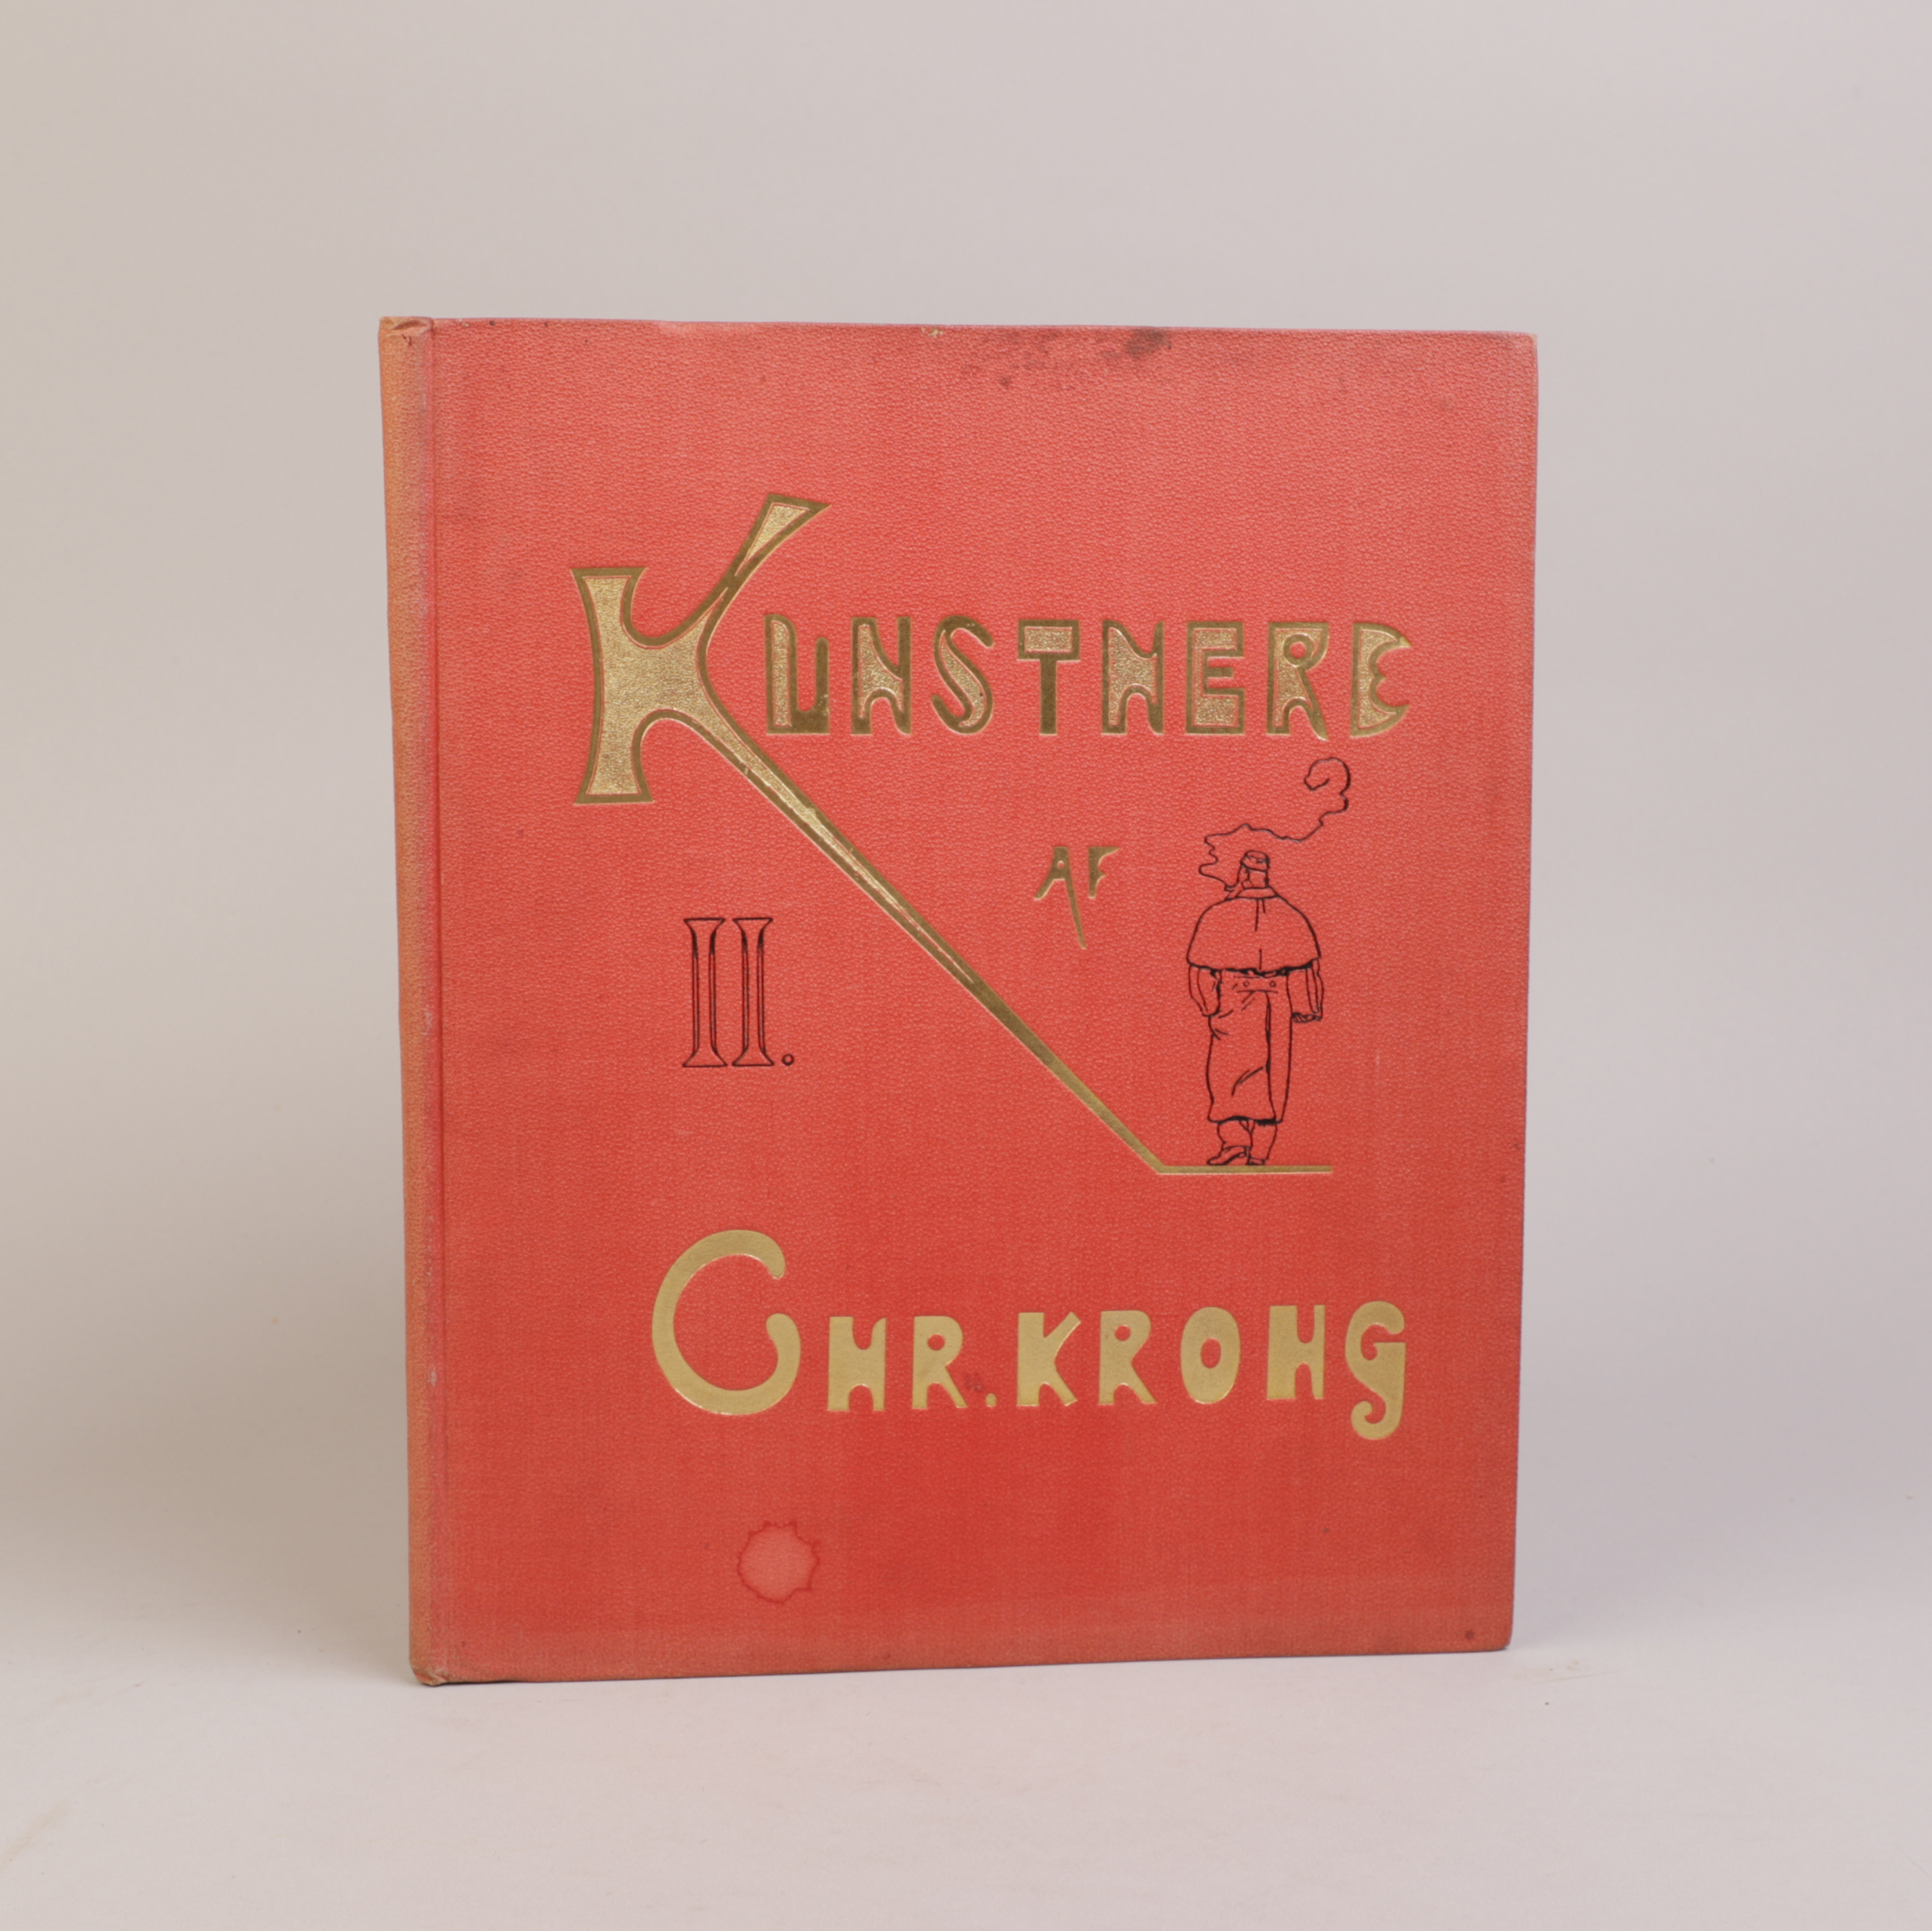 KUNSTNERE
AF
II.
CHR. KROHG